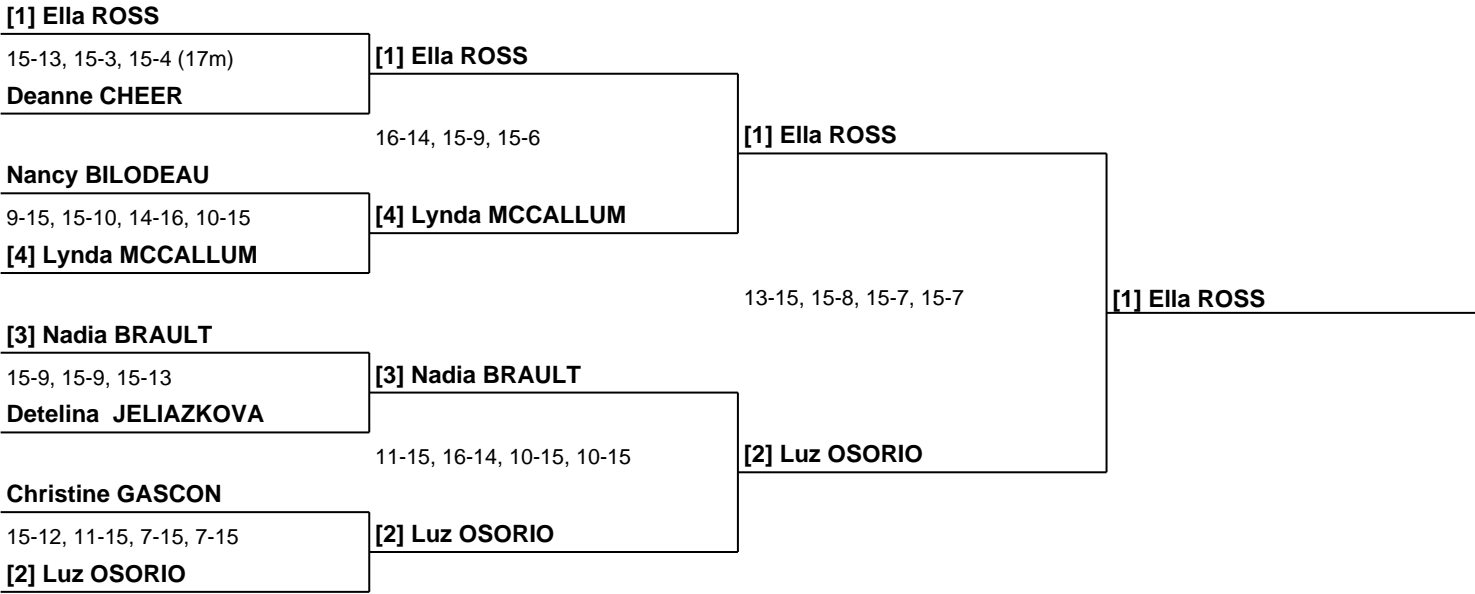 [1] Ella ROSS
15-13, 15-3, 15-4 (17m)
Deanne CHEER
Nancy BILODEAU
9-15, 15-10, 14-16, 10-15
[4] Lynda MCCALLUM
[3] Nadia BRAULT
15-9, 15-9, 15-13
Detelina  JELIAZKOVA
Christine GASCON
15-12, 11-15, 7-15, 7-15
[2] Luz OSORIO
[1] Ella ROSS
16-14, 15-9, 15-6
[4] Lynda MCCALLUM
[3] Nadia BRAULT
11-15, 16-14, 10-15, 10-15
[2] Luz OSORIO
[1] Ella ROSS
13-15, 15-8, 15-7, 15-7
[2] Luz OSORIO
[1] Ella ROSS